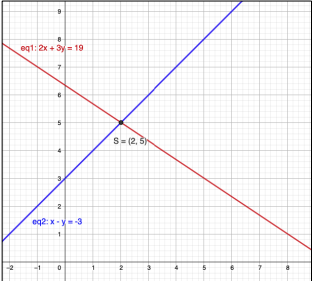 9
8
eq1: 2x + 3y = 19
7
6
5
S = (2, 5)
4
3
2
eq2: x - y = -3
1
-2 -1 0 1 2 3 4 5 6 7 8